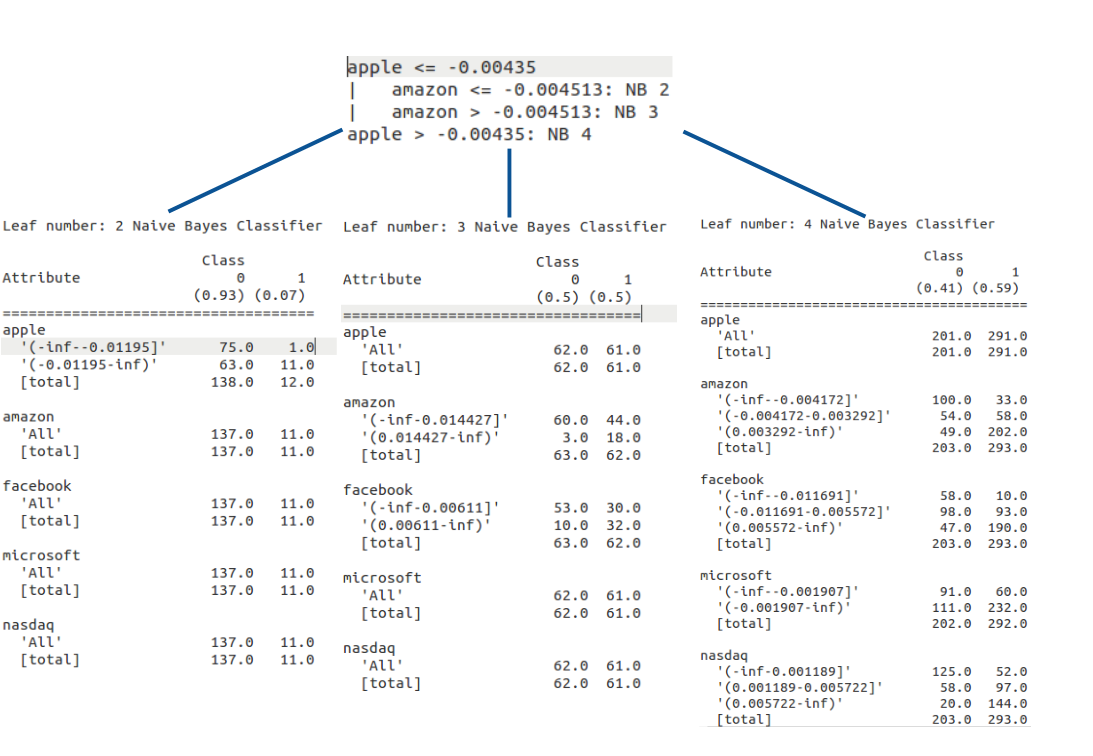 apple <= -0.00435
|   amazon <= -0.004513: NB 2
|   amazon > -0.004513: NB 3
apple > -0.00435: NB 4
Leaf number: 2 Naive Bayes Classifier
Class
Attribute 0 1
(0.93) (0.07)
=====================================
apple
'(-inf--0.01195]' 75.0 1.0
'(-0.01195-inf)' 63.0 11.0
[total] 138.0 12.0
amazon
'All' 137.0 11.0
[total] 137.0 11.0
facebook
'All' 137.0 11.0
[total] 137.0 11.0
microsoft
'All' 137.0 11.0
[total] 137.0 11.0
nasdaq
'All' 137.0 11.0
[total] 137.0 11.0
Leaf number: 3 Naive Bayes Classifier
Class
Attribute 0 1
(0.5) (0.5)
===================================
apple
'All' 62.0 61.0
[total] 62.0 61.0
amazon
'(-inf-0.014427]' 60.0 44.0
'(0.014427-inf)' 3.0 18.0
[total] 63.0 62.0
facebook
'(-inf-0.00611]' 53.0 30.0
'(0.00611-inf)' 10.0 32.0
[total] 63.0 62.0
microsoft
'All' 62.0 61.0
[total] 62.0 61.0
nasdaq
'All' 62.0 61.0
[total] 62.0 61.0
Leaf number: 4 Naive Bayes Classifier
Class
Attribute 0 1
(0.41) (0.59)
=========================================
apple
'All' 201.0 291.0
[total] 201.0 291.0
amazon
'(-inf--0.004172]' 100.0 33.0
'(-0.004172-0.003292]' 54.0 58.0
'(0.003292-inf)' 49.0 202.0
[total] 203.0 293.0
facebook
'(-inf--0.011691]' 58.0 10.0
'(-0.011691-0.005572]' 98.0 93.0
'(0.005572-inf)' 47.0 190.0
[total] 203.0 293.0
microsoft
'(-inf--0.001907]' 91.0 60.0
'(-0.001907-inf)' 111.0 232.0
[total] 202.0 292.0
nasdaq
'(-inf-0.001189]' 125.0 52.0
'(0.001189-0.005722]' 58.0 97.0
'(0.005722-inf)' 20.0 144.0
[total] 203.0 293.0